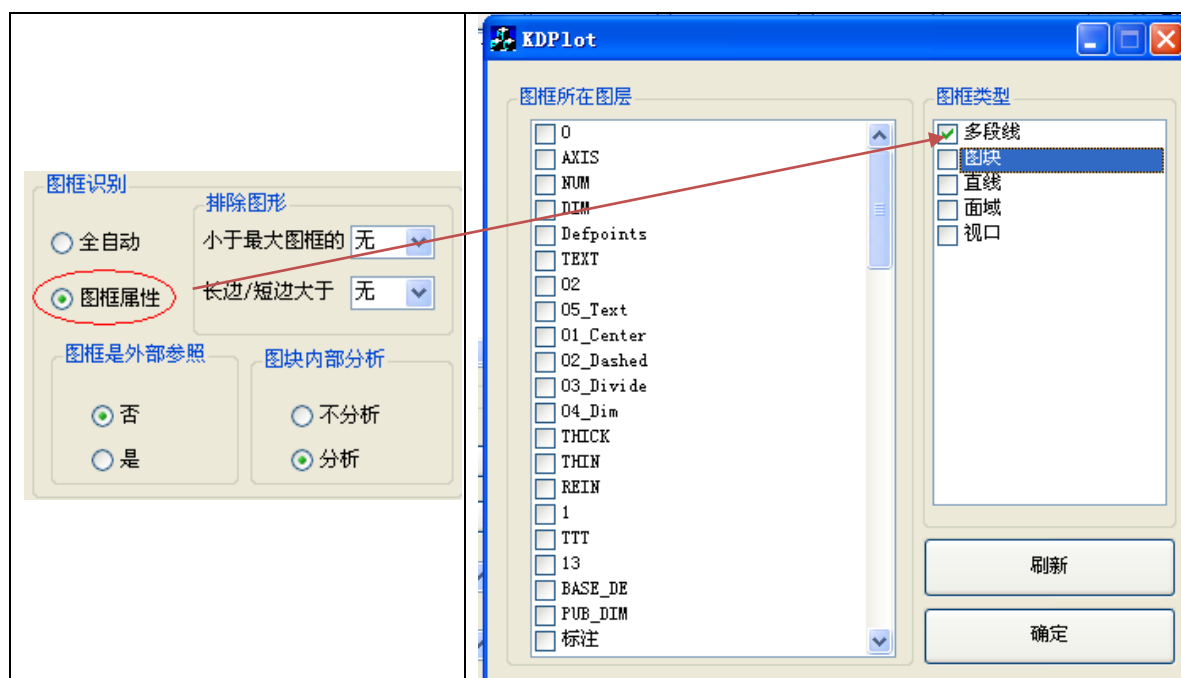 图框识别
排除图形
全自动
小于最大图框的 无
图框属性
长边/短边大于 无
图框是外部参照
图块内部分析
否
不分析
是
分析
KDPlot
图框所在图层
图框类型
0
AXIS
NUM
DIM
Defpoints
TEXT
02
05_Text
01_Center
02_Dashed
03_Divide
04_Dim
THICK
THIN
REIN
1
TTT
13
BASE_DE
PUB_DIM
标注
多段线
图块
直线
面域
视口
刷新
确定